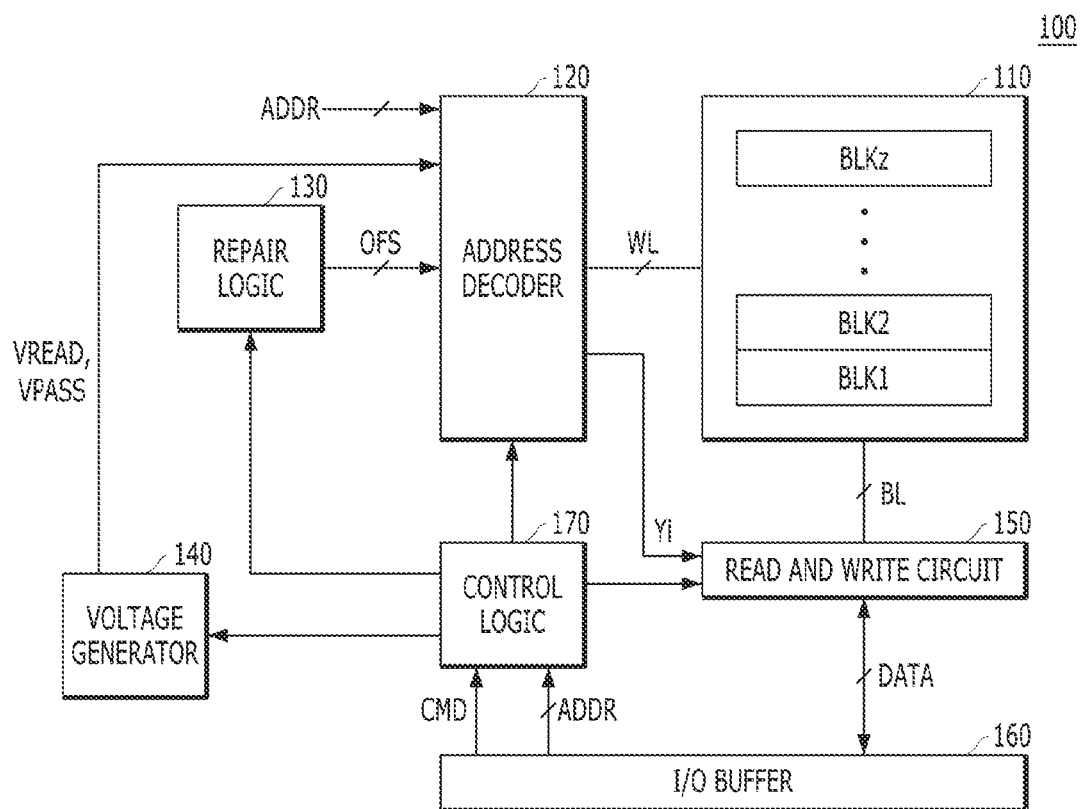 100
120
110
ADDR
BLKz
130
REPAIR
LOGIC
OFS
ADDRESS
DECODER
WL
BLK2
BLK1
VREAD,
VPASS
BL
170
Yi
150
140
CONTROL
LOGIC
READ AND WRITE CIRCUIT
VOLTAGE
GENERATOR
CMD
ADDR
DATA
160
I/O BUFFER